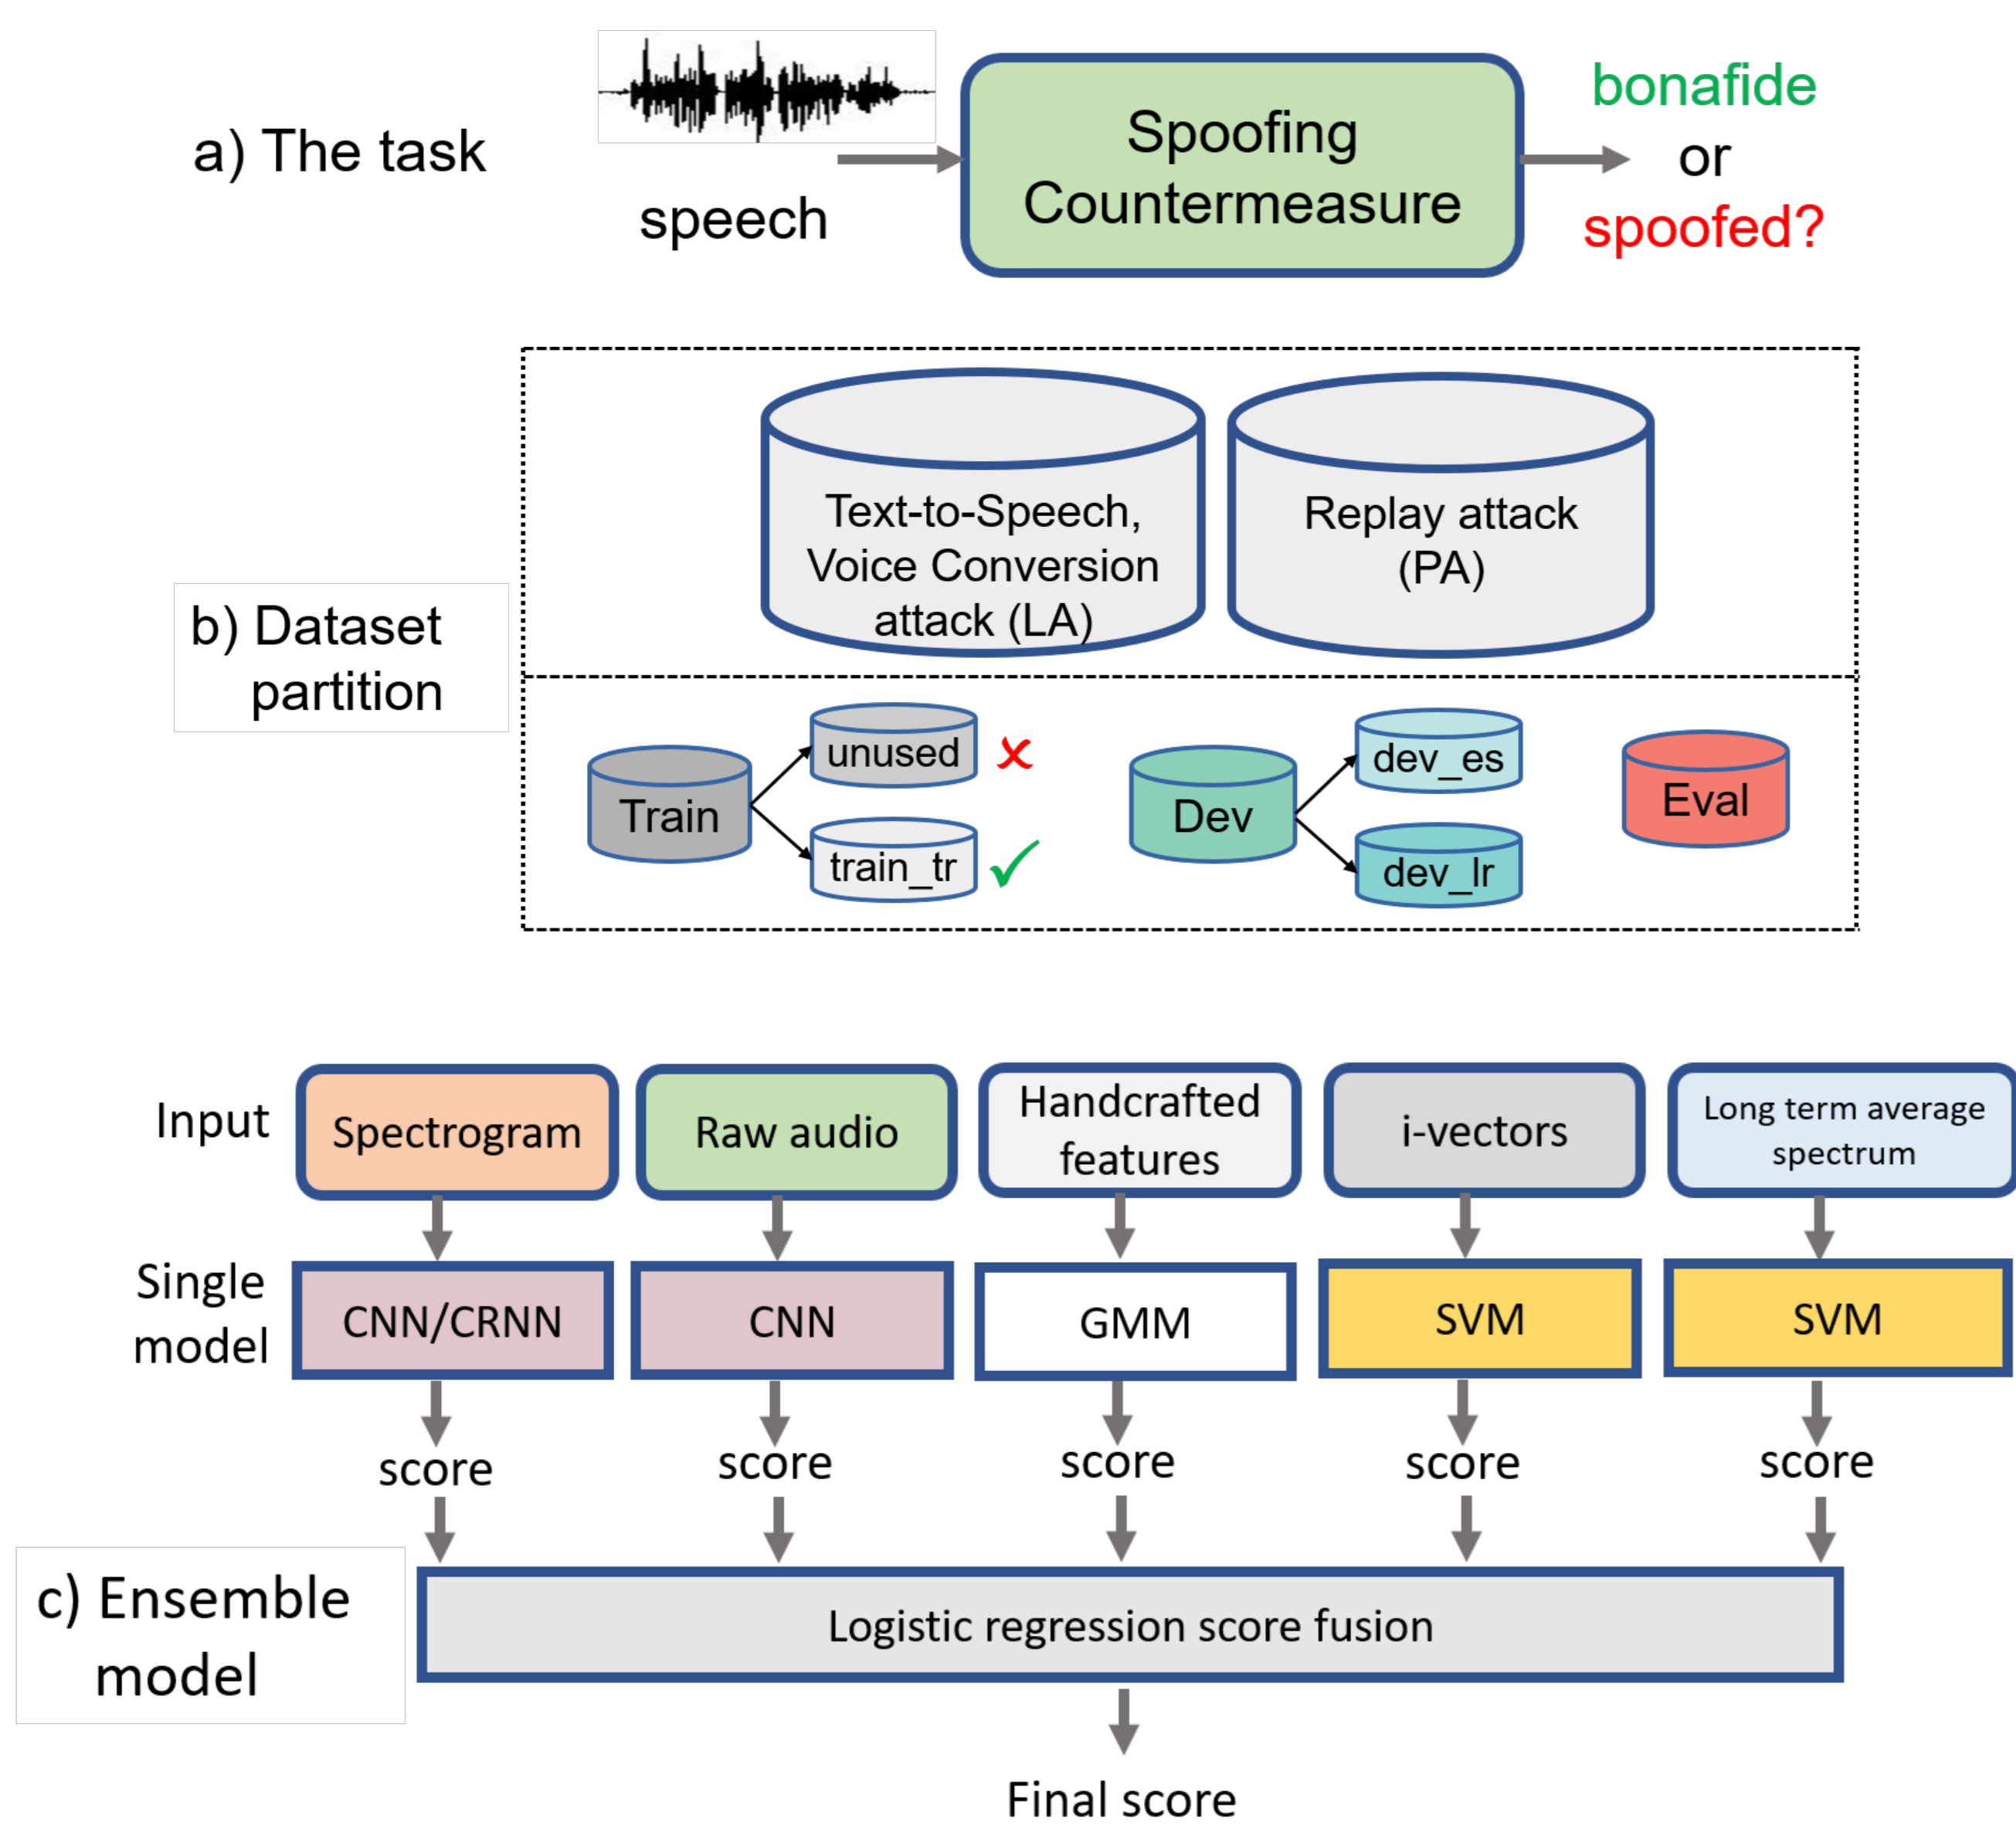 a) The task
speech
Spoofing
Countermeasure
bonafide
or
spoofed?
b) Dataset
partition
Text-to-Speech,
Voice Conversion
attack (LA)
Replay attack
(PA)
Train
unused
train_tr
Dev
dev_es
dev_lr
Eval
Input
Spectrogram
Raw audio
Handcrafted
features
i-vectors
Long term average
spectrum
Single
model
CNN/CRNN
CNN
GMM
SVM
SVM
score
score
score
score
score
c) Ensemble
model
Logistic regression score fusion
Final score